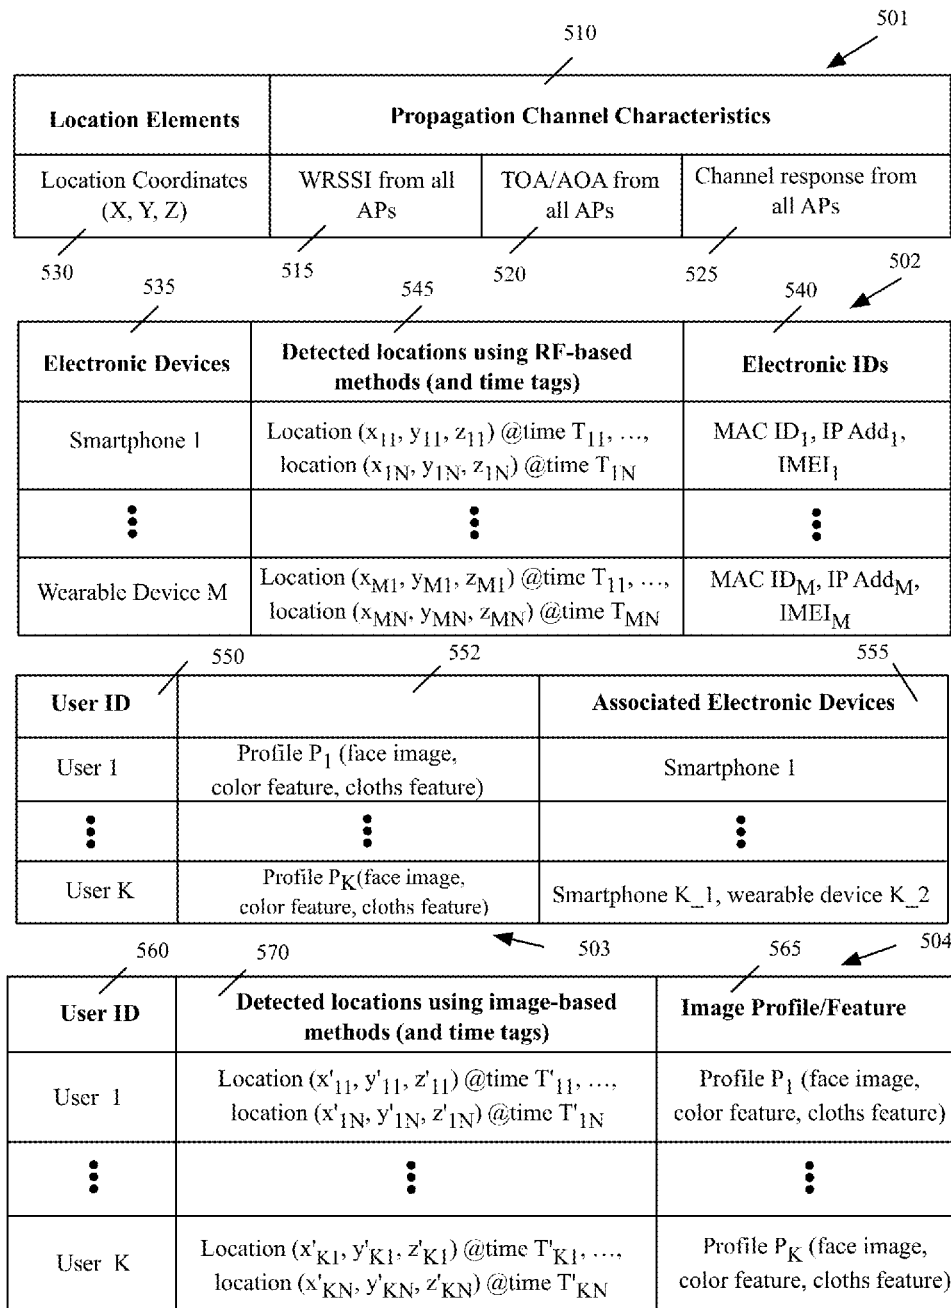 510
501
Location Elements
Propagation Channel Characteristics
Location Coordinates
(X, Y, Z)
WRSSI from all
APs
TOA/AOA from
all APs
Channel response from
all APs
530
515
520
525
502
535
545
540
Electronic Devices
Detected locations using RF-based
methods (and time tags)
Electronic IDs
Smartphone 1
Location (x11, y11, z11) @time T11, ...,
location (x1N, y1N, z1N) @time T1N
MAC ID1, IP Add1,
IMEI1
Wearable Device M
Location (xM1, yM1, zM1) @time T11, ...,
location (xMN, yMN, zMN) @time TMN
MAC IDM, IP AddM,
IMEIM
550
552
555
User ID
Associated Electronic Devices
User 1
Profile P1 (face image,
color feature, cloths feature)
Smartphone 1
User K
Profile PK(face image,
color feature, cloths feature)
Smartphone K_1, wearable device K_2
560
570
503
565
504
User ID
Detected locations using image-based
methods (and time tags)
Image Profile/Feature
User 1
Location (x'11, y'11, z'11) @time T'11, ...,
location (x'1N, y'1N, z'1N) @time T'1N
Profile P1 (face image,
color feature, cloths feature)
User K
Location (x'K1, y'K1, z'K1) @time T'K1, ...,
location (x'KN, y'KN, z'KN) @time T'KN
Profile PK (face image,
color feature, cloths feature)